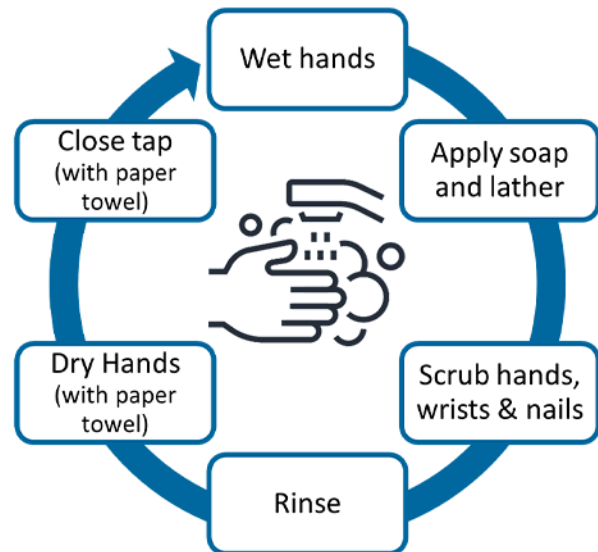 Wet hands
Apply soap
and lather
Scrub hands,
wrists & nails
Rinse
Dry Hands
(with paper
towel)
Close tap
(with paper
towel)